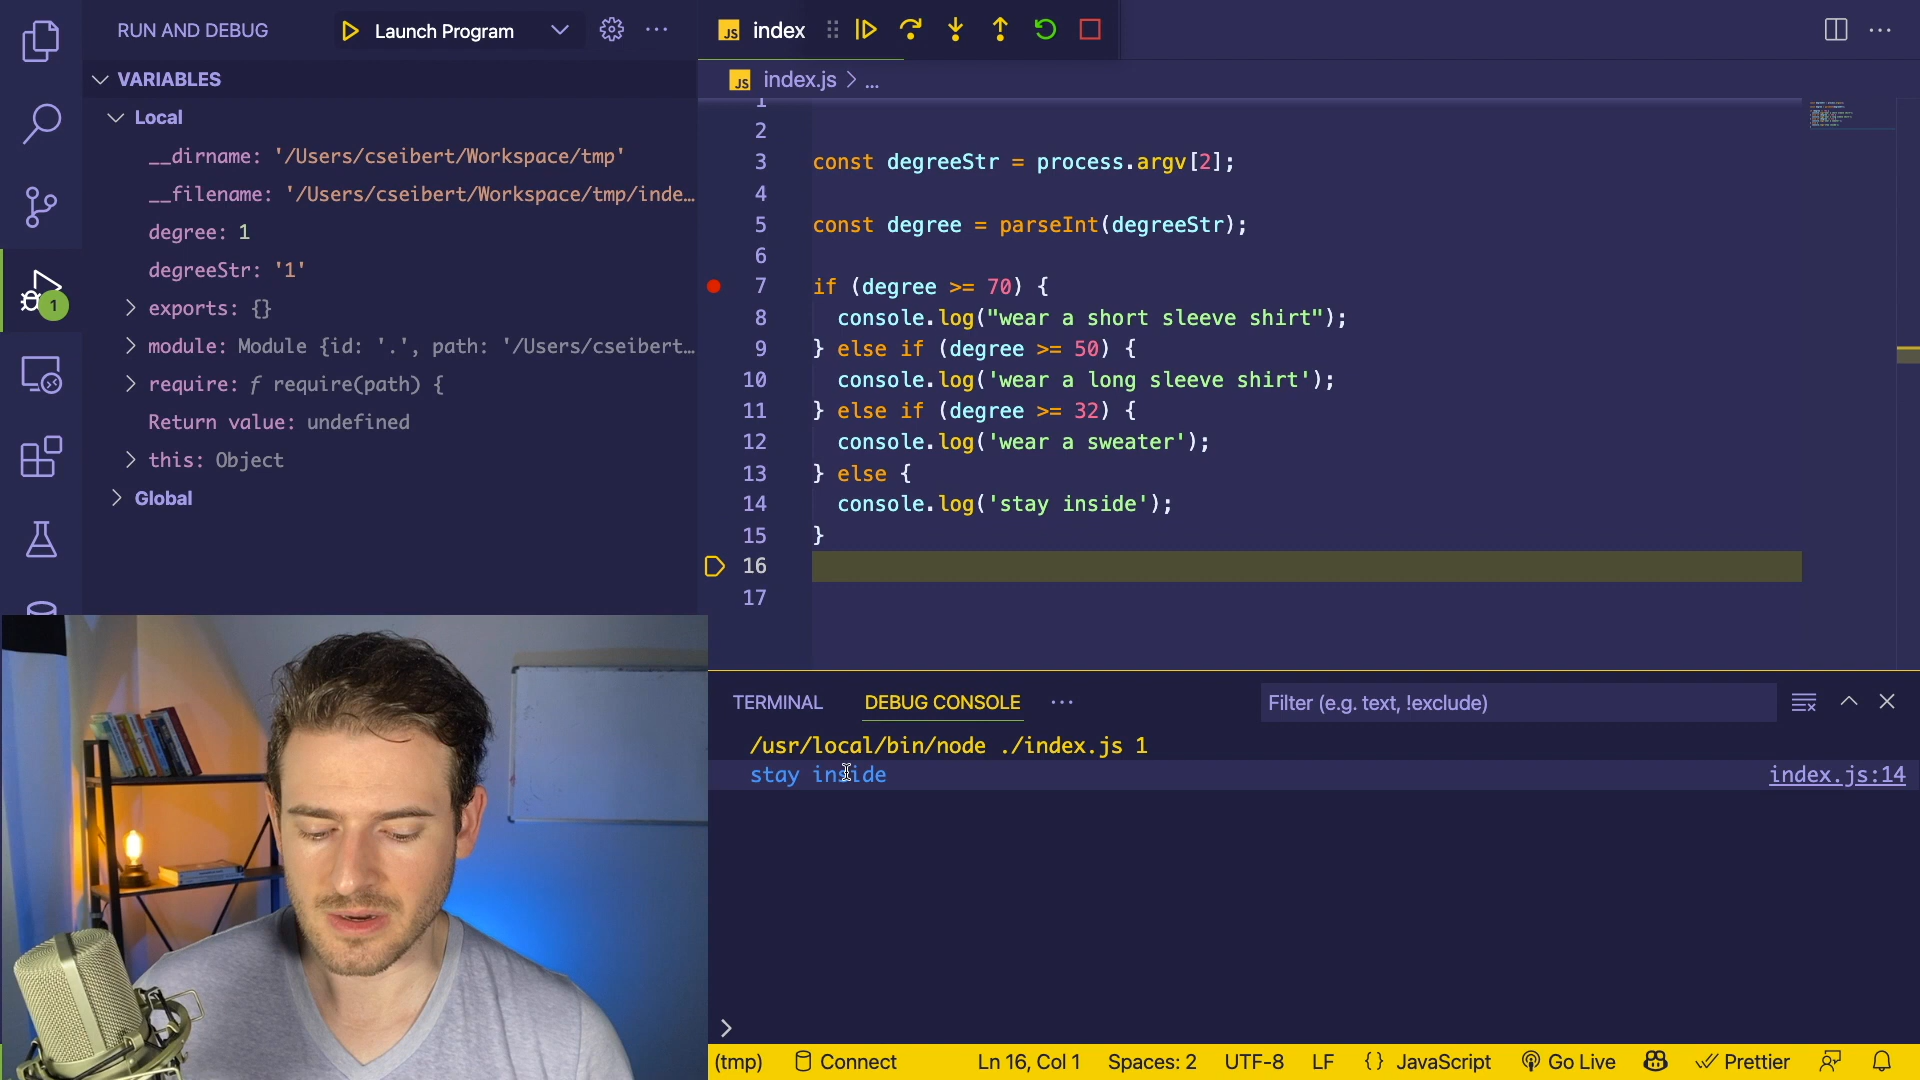 RUN AND DEBUG
Launch Program
VARIABLES
Local
__dirname: '/Users/cseibert/Workspace/tmp'
__filename: '/Users/cseibert/Workspace/tmp/inde…
degree: 1
degreeStr: '1'
exports: {}
module: Module {id: '.', path: '/Users/cseibert…
require: ƒ require(path) {
Return value: undefined
this: Object
Global
1
JS index
JS index.js > ...
1
2
3 const degreeStr = process.argv[2];
4
5 const degree = parseInt(degreeStr);
6
7 if (degree >= 70) {
8 console.log("wear a short sleeve shirt");
9 } else if (degree >= 50) {
10 console.log('wear a long sleeve shirt');
11 } else if (degree >= 32) {
12 console.log('wear a sweater');
13 } else {
14 console.log('stay inside');
15 }
16
17
TERMINAL DEBUG CONSOLE ... Filter (e.g. text, !exclude)
/usr/local/bin/node ./index.js 1
stay inside index.js:14
(tmp) Connect Ln 16, Col 1 Spaces: 2 UTF-8 LF {} JavaScript Go Live Prettier